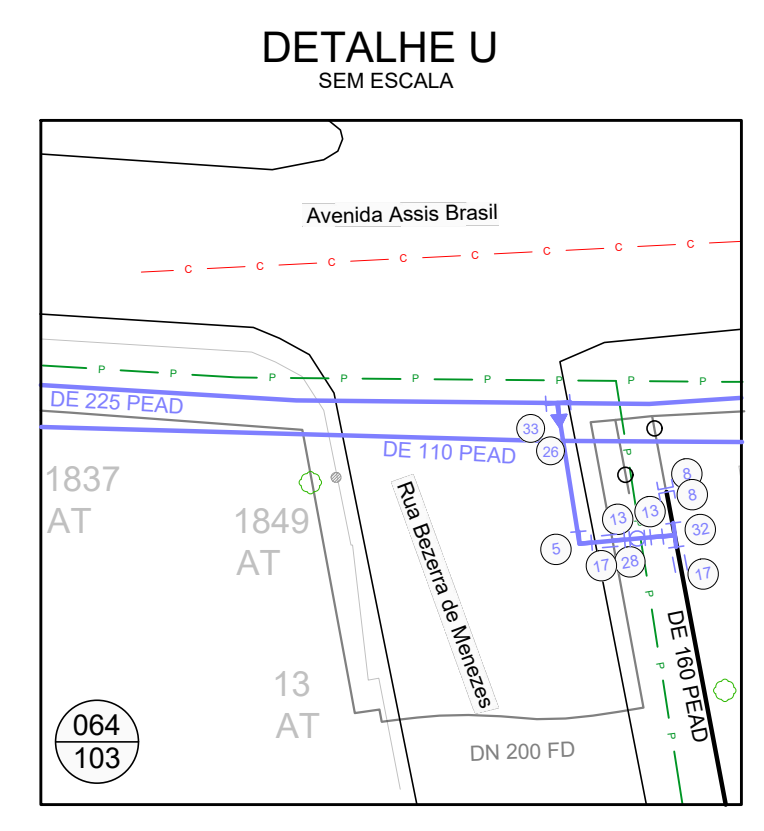 DETALHE U
SEM ESCALA
Avenida Assis Brasil
C C C C C C C C
P P P P P P P P P
DE 225 PEAD
33
DE 110 PEAD
26
1837
AT
8
8
1849
AT
Rua Bezerra de Menezes
13
13
32
5
17
28
17
P
P
P
P
DE 160 PEAD
13
AT
064
103
DN 200 FD